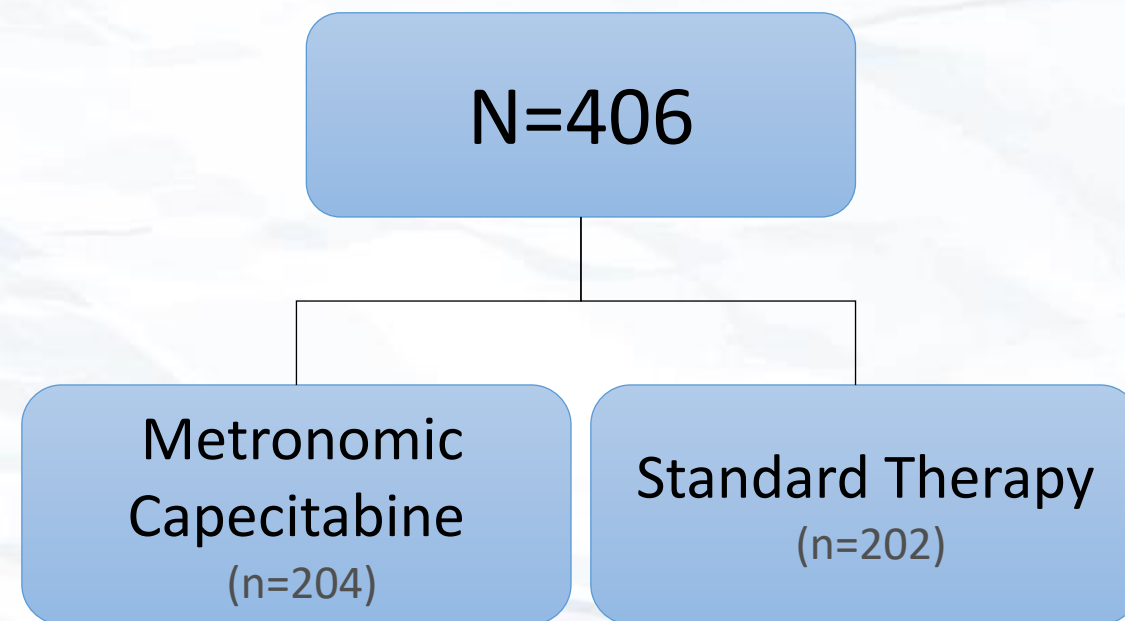 N=406
Metronomic
Capecitabine
(n=204)
Standard Therapy
(n=202)